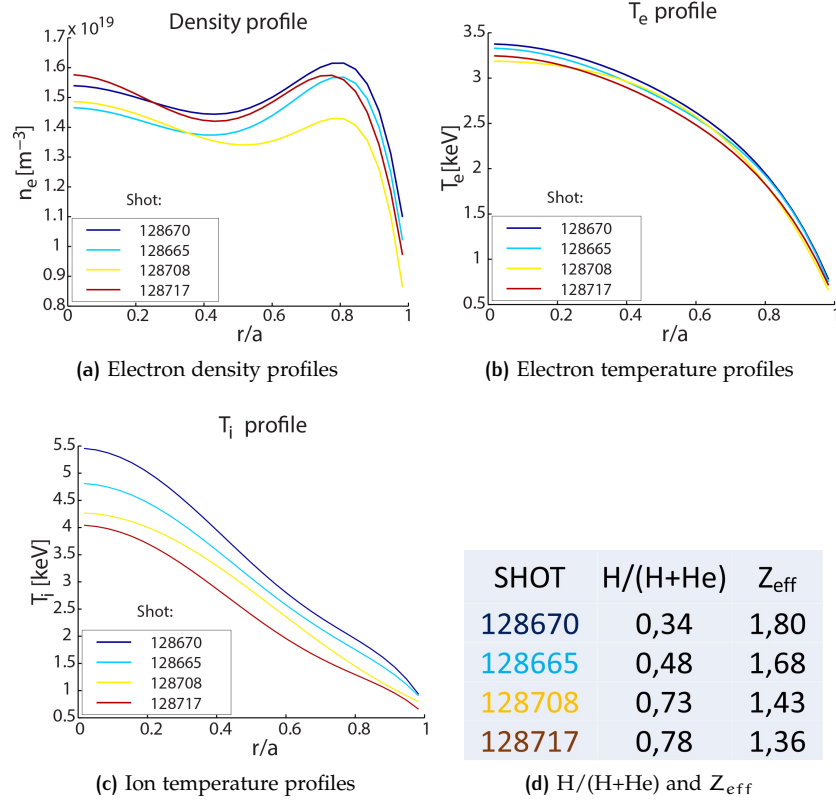 Density profile
1.7 x 10^19
1.6
1.5
1.4
1.3
1.2
1.1
1
0.9
0.8
n_e [m^-3]
Shot:
128670
128665
128708
128717
0 0.2 0.4 0.6 0.8 1
r/a
(a) Electron density profiles
T_e profile
3.5
3
2.5
2
1.5
1
0.5
T_e [keV]
Shot:
128670
128665
128708
128717
0 0.2 0.4 0.6 0.8 1
r/a
(b) Electron temperature profiles
T_i profile
5.5
5
4.5
4
3.5
3
2.5
2
1.5
1
0.5
T_i [keV]
Shot:
128670
128665
128708
128717
0 0.2 0.4 0.6 0.8 1
r/a
(c) Ion temperature profiles
SHOT H/(H+He) Z_eff
128670 0,34 1,80
128665 0,48 1,68
128708 0,73 1,43
128717 0,78 1,36
(d) H/(H+He) and Z_eff